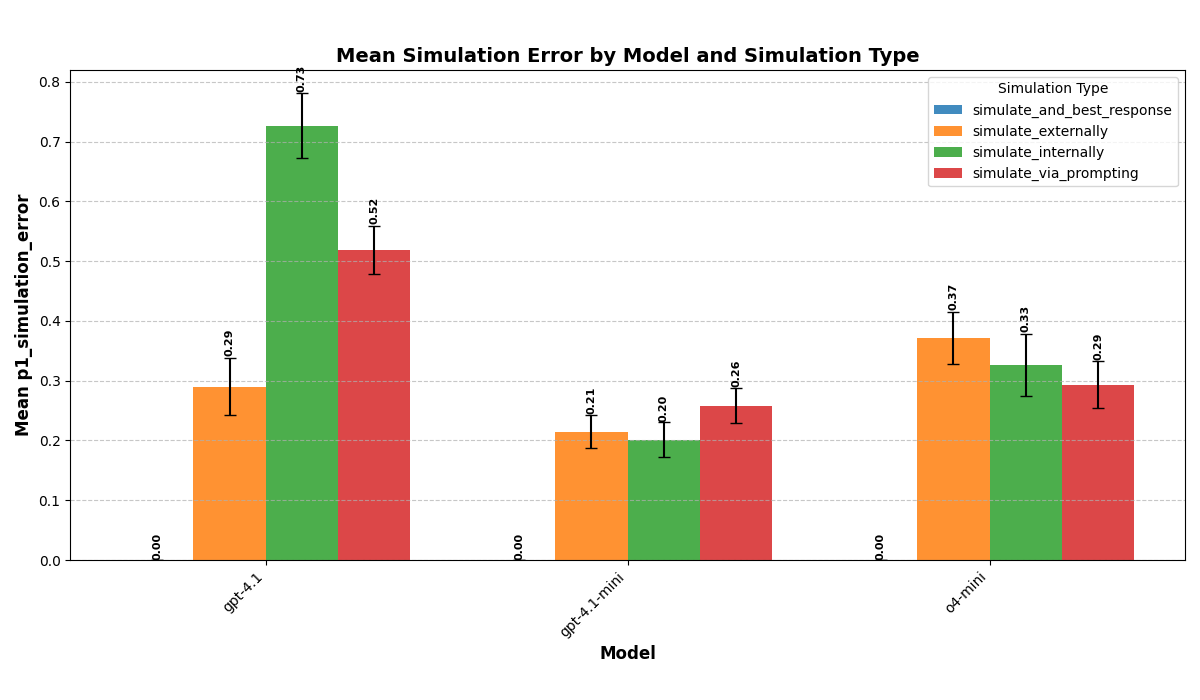 Mean Simulation Error by Model and Simulation Type
Mean p1_simulation_error
0.8
0.7
0.6
0.5
0.4
0.3
0.2
0.1
0.0
Simulation Type
simulate_and_best_response
simulate_externally
simulate_internally
simulate_via_prompting
0.00
0.29
0.73
0.52
0.00
0.21
0.20
0.26
0.00
0.37
0.33
0.29
gpt-4.1
gpt-4.1-mini
o4-mini
Model